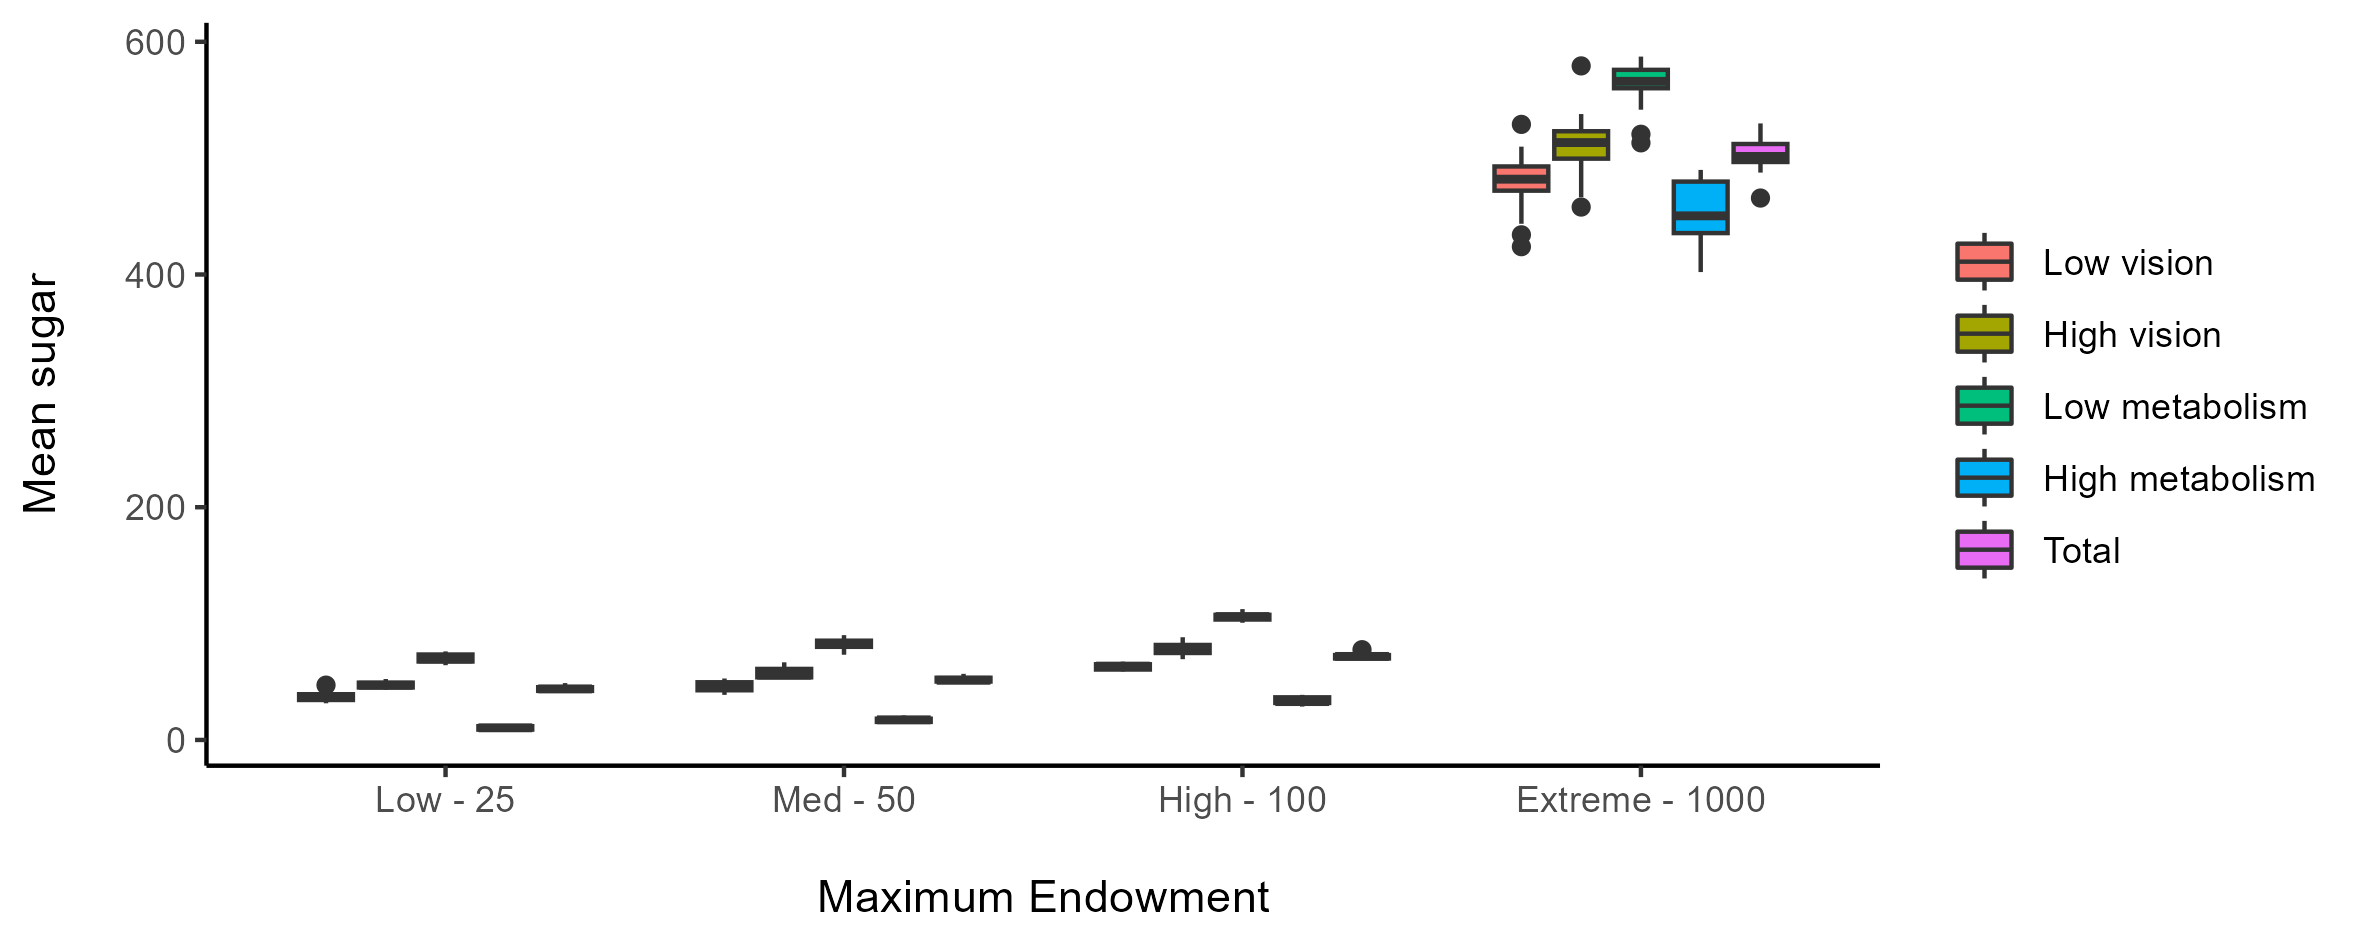 Mean sugar
600
400
200
0
Low - 25
Med - 50
High - 100
Extreme - 1000
Maximum Endowment
Low vision
High vision
Low metabolism
High metabolism
Total